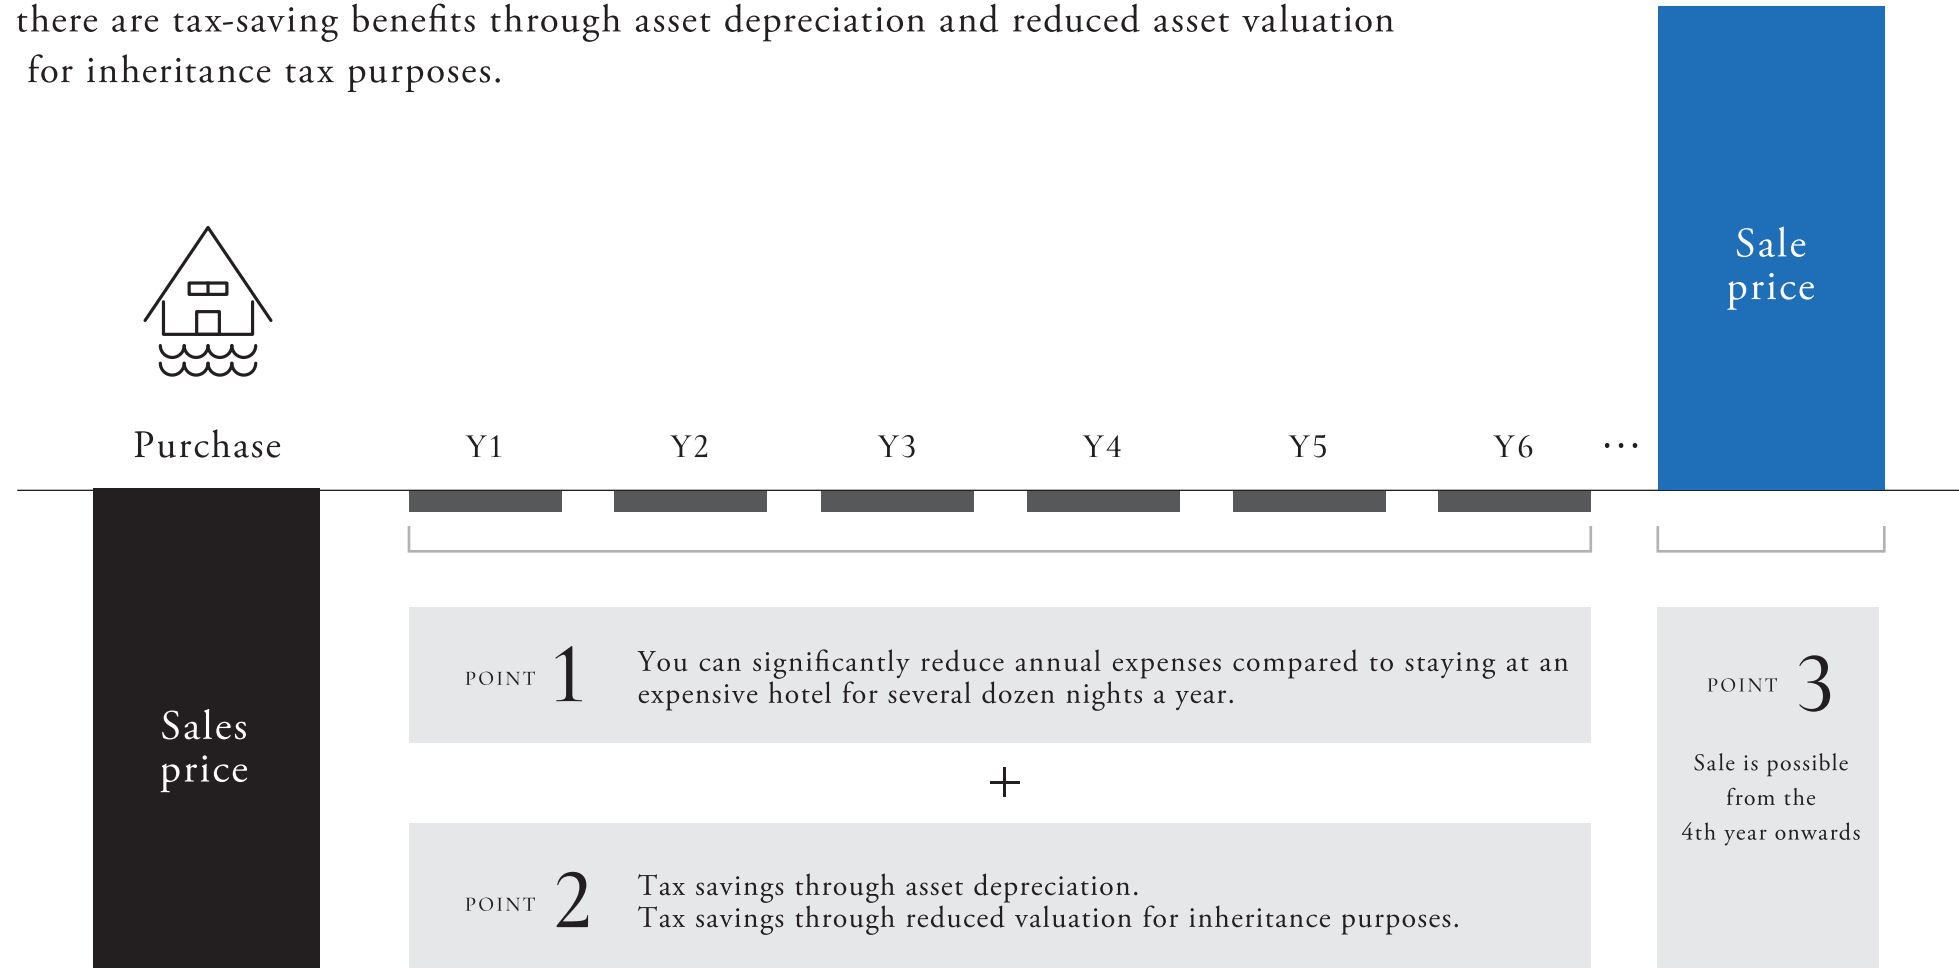 there are tax-saving benefits through asset depreciation and reduced asset valuation
for inheritance tax purposes.
Purchase
Y1
Y2
Y3
Y4
Y5
Y6
...
Sale
price
Sales
price
POINT 1
You can significantly reduce annual expenses compared to staying at an
expensive hotel for several dozen nights a year.
+
POINT 2
Tax savings through asset depreciation.
Tax savings through reduced valuation for inheritance purposes.
POINT 3
Sale is possible
from the
4th year onwards